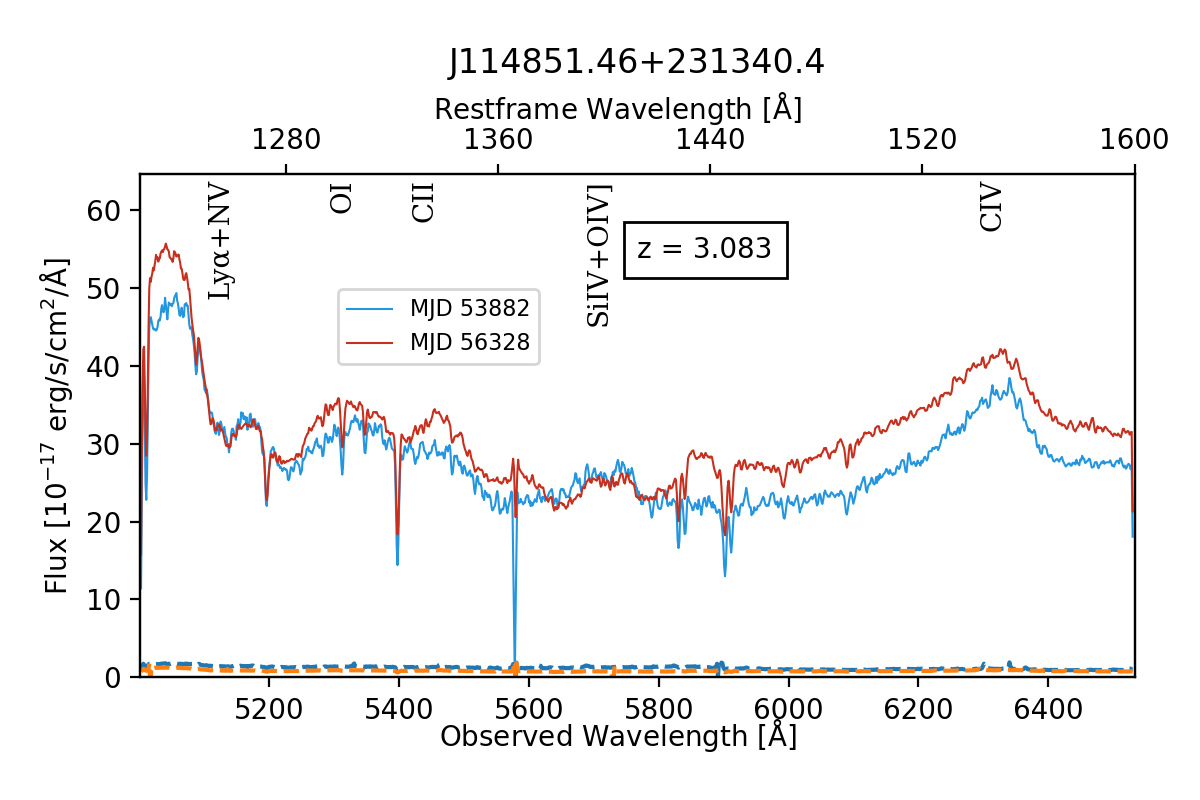 J114851.46+231340.4
Restframe Wavelength [Å]
1280 1360 1440 1520 1600
Flux [10⁻¹⁷ erg/s/cm²/Å]
60
50
40
30
20
10
0
Lyα+NV
OI
CII
SiIV+OIV]
CIV
z = 3.083
MJD 53882
MJD 56328
5200 5400 5600 5800 6000 6200 6400
Observed Wavelength [Å]